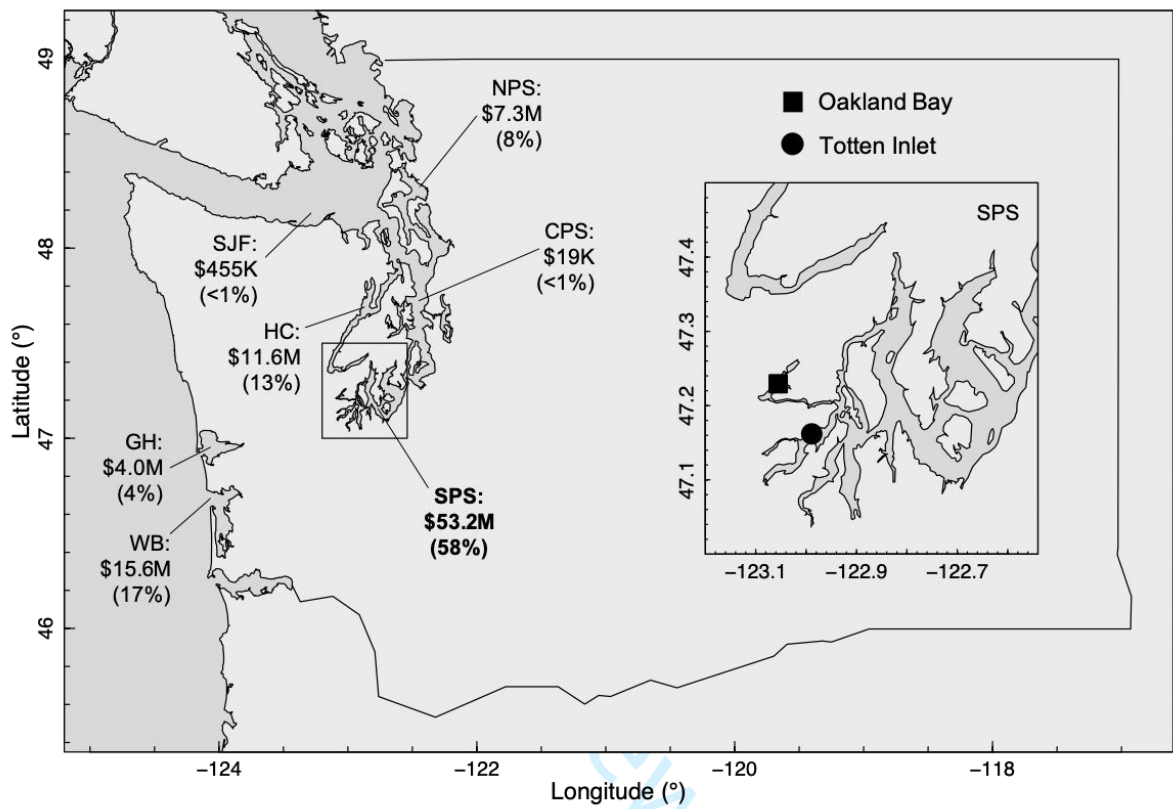 49
48
47
46
Latitude (°)
NPS:
$7.3M
(8%)
CPS:
$19K
(<1%)
SJF:
$455K
(<1%)
HC:
$11.6M
(13%)
GH:
$4.0M
(4%)
WB:
$15.6M
(17%)
SPS:
$53.2M
(58%)
Oakland Bay
Totten Inlet
SPS
47.4
47.3
47.2
47.1
−123.1
−122.9
−122.7
−124
−122
−120
−118
Longitude (°)